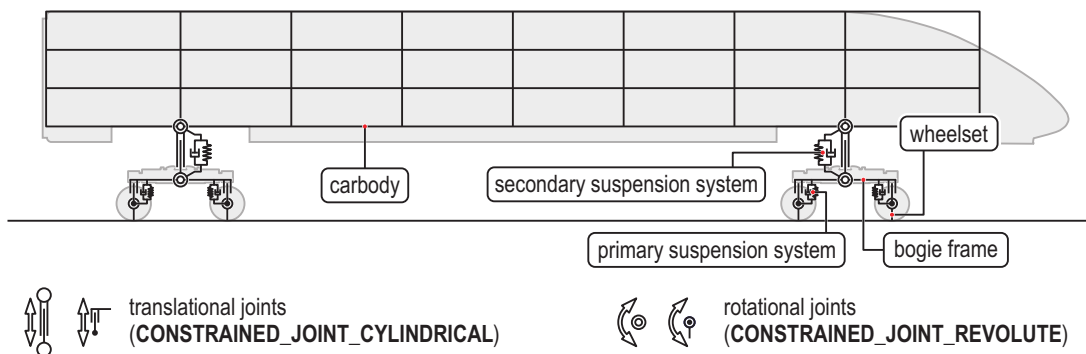 wheelset
carbody
secondary suspension system
primary suspension system
bogie frame
translational joints
(CONSTRAINED_JOINT_CYLINDRICAL)
rotational joints
(CONSTRAINED_JOINT_REVOLUTE)